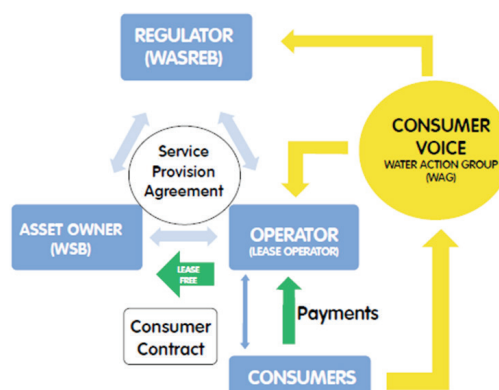 REGULATOR
(WASREB)
CONSUMER
VOICE
WATER ACTION GROUP
(WAG)
Service
Provision
Agreement
ASSET OWNER
(WSB)
OPERATOR
(LEASE OPERATOR)
LEASE
FREE
Consumer
Contract
Payments
CONSUMERS